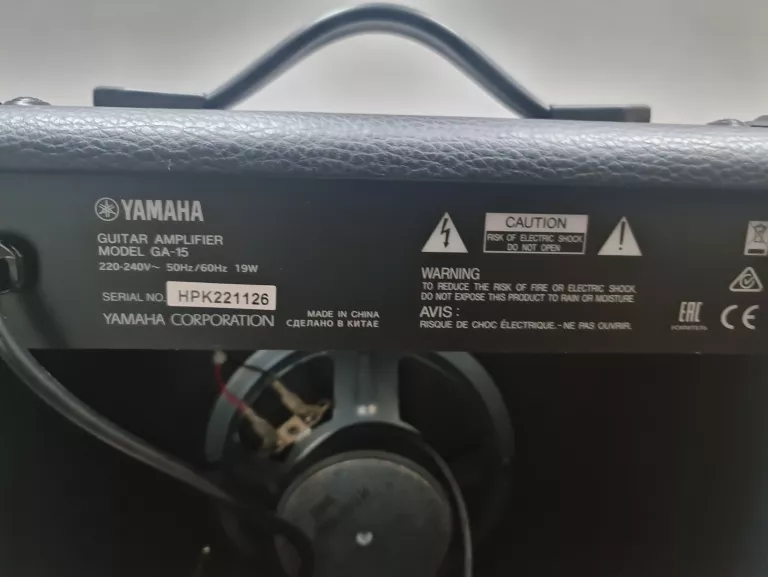 YAMAHA
GUITAR AMPLIFIER
MODEL GA-15
220-240V~ 50Hz/60Hz 19W
SERIAL NO. HPK221126
YAMAHA CORPORATION
MADE IN CHINA
СДЕЛАНО В КИТАЕ
CAUTION
RISK OF ELECTRIC SHOCK
DO NOT OPEN
WARNING
TO REDUCE THE RISK OF FIRE OR ELECTRIC SHOCK
DO NOT EXPOSE THIS PRODUCT TO RAIN OR MOISTURE
AVIS :
RISQUE DE CHOC ÉLECTRIQUE.-NE PAS OUVRIR.
EAC
CE